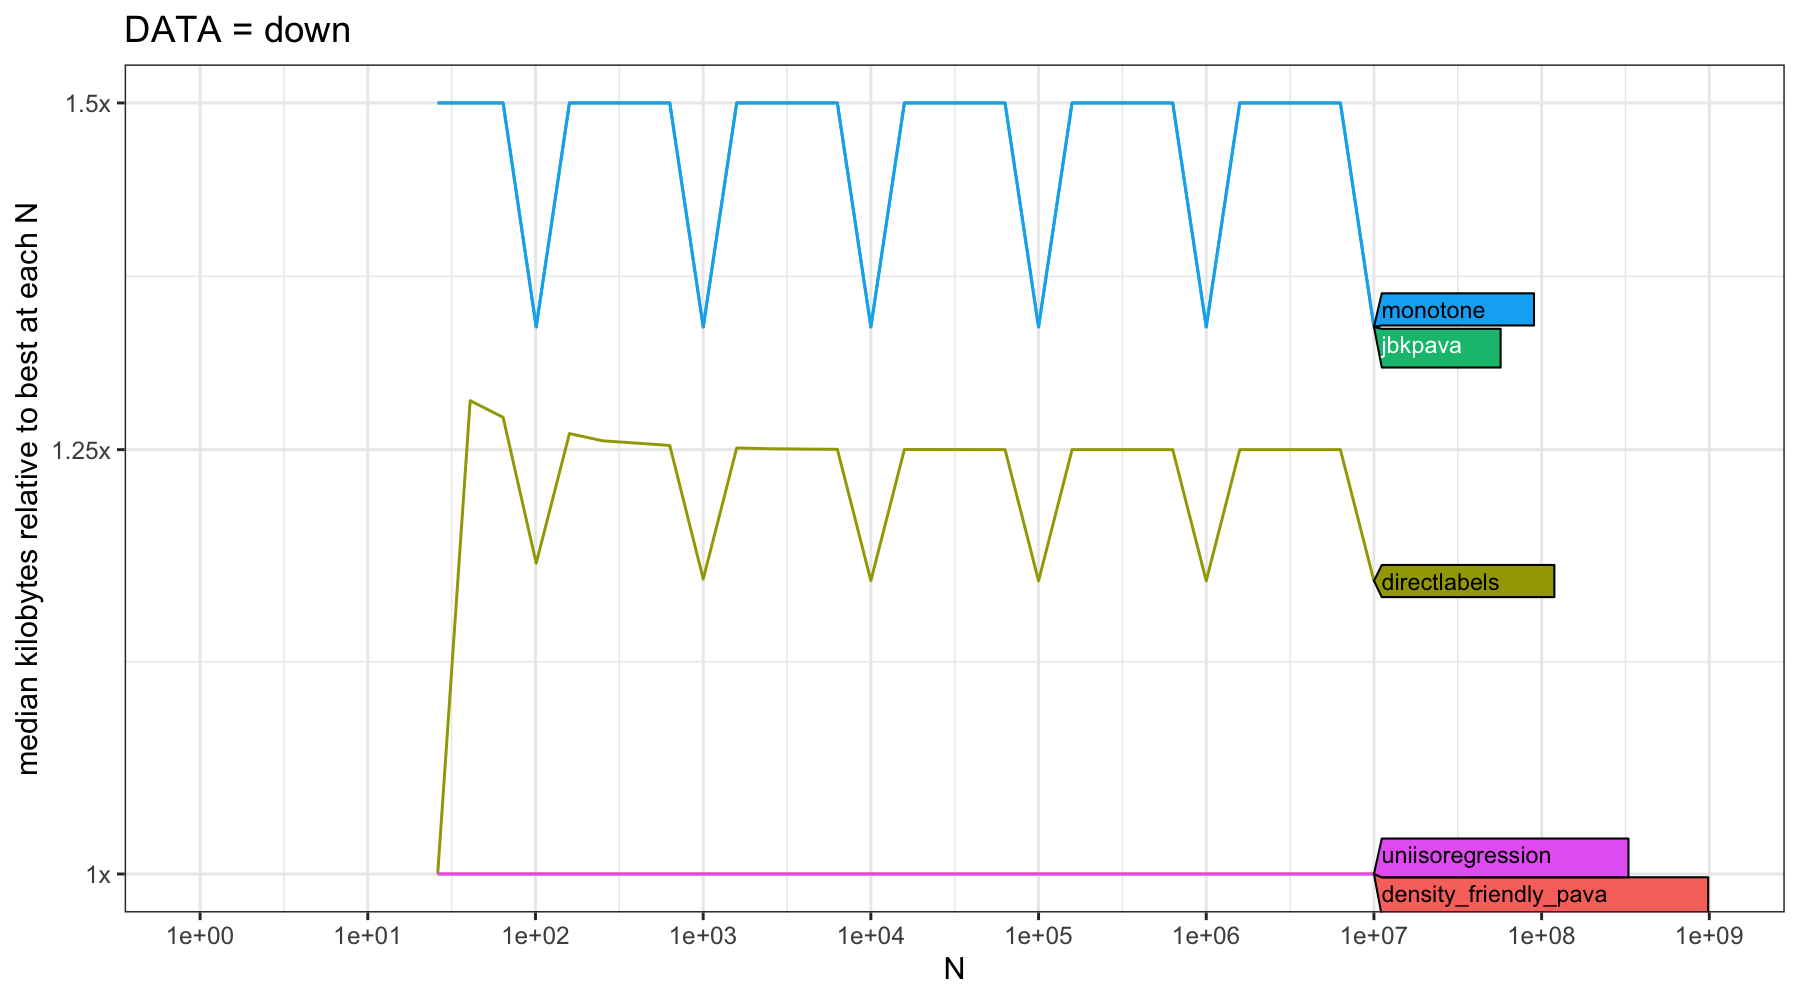 DATA = down
median kilobytes relative to best at each N
1.5x
1.25x
1x
monotone
jbkpava
directlabels
uniisoregression
density_friendly_pava
1e+00 1e+01 1e+02 1e+03 1e+04 1e+05 1e+06 1e+07 1e+08 1e+09
N